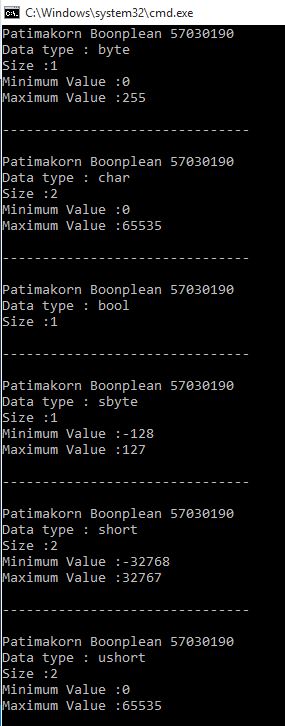 C:\Windows\system32\cmd.exe
Patimakorn Boonplean 57030190
Data type : byte
Size :1
Minimum Value :0
Maximum Value :255
-------------------------------
Patimakorn Boonplean 57030190
Data type : char
Size :2
Minimum Value :0
Maximum Value :65535
-------------------------------
Patimakorn Boonplean 57030190
Data type : bool
Size :1
-------------------------------
Patimakorn Boonplean 57030190
Data type : sbyte
Size :1
Minimum Value :-128
Maximum Value :127
-------------------------------
Patimakorn Boonplean 57030190
Data type : short
Size :2
Minimum Value :-32768
Maximum Value :32767
-------------------------------
Patimakorn Boonplean 57030190
Data type : ushort
Size :2
Minimum Value :0
Maximum Value :65535